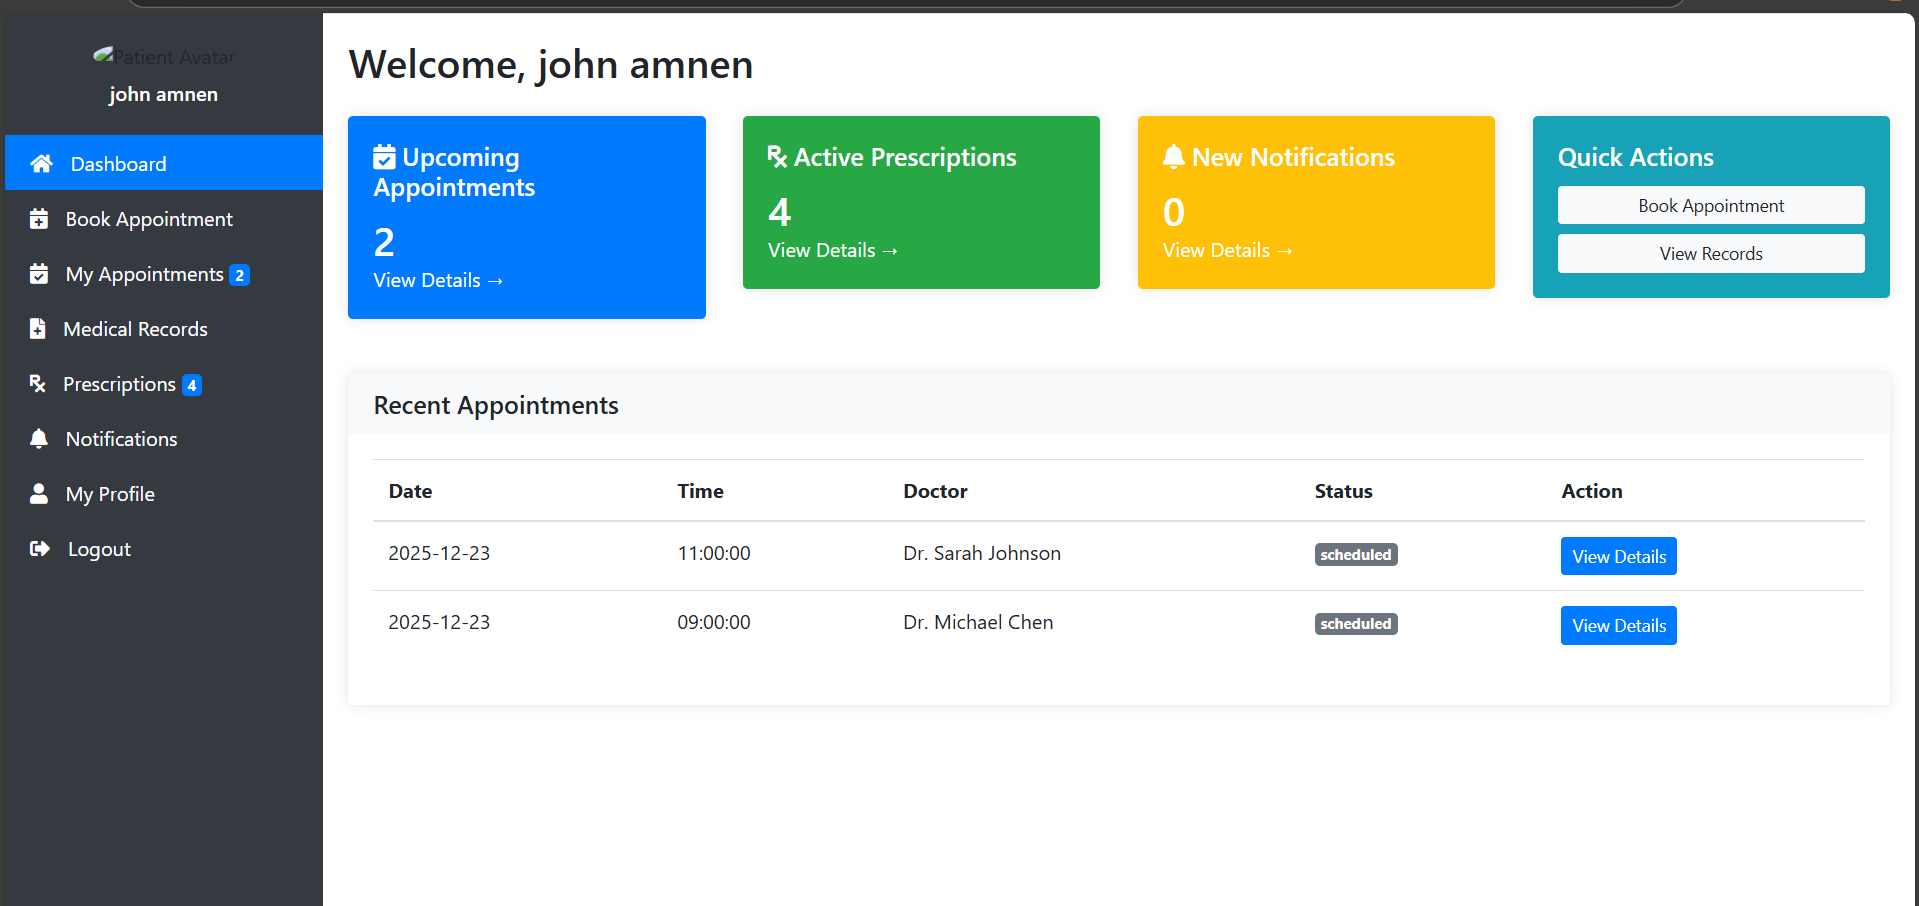 Patient Avatar
john amnen
Dashboard
Book Appointment
My Appointments 2
Medical Records
Prescriptions 4
Notifications
My Profile
Logout
Welcome, john amnen
Upcoming
Appointments
2
View Details →
Active Prescriptions
4
View Details →
New Notifications
0
View Details →
Quick Actions
Book Appointment
View Records
Recent Appointments
Date Time Doctor Status Action
2025-12-23 11:00:00 Dr. Sarah Johnson scheduled View Details
2025-12-23 09:00:00 Dr. Michael Chen scheduled View Details